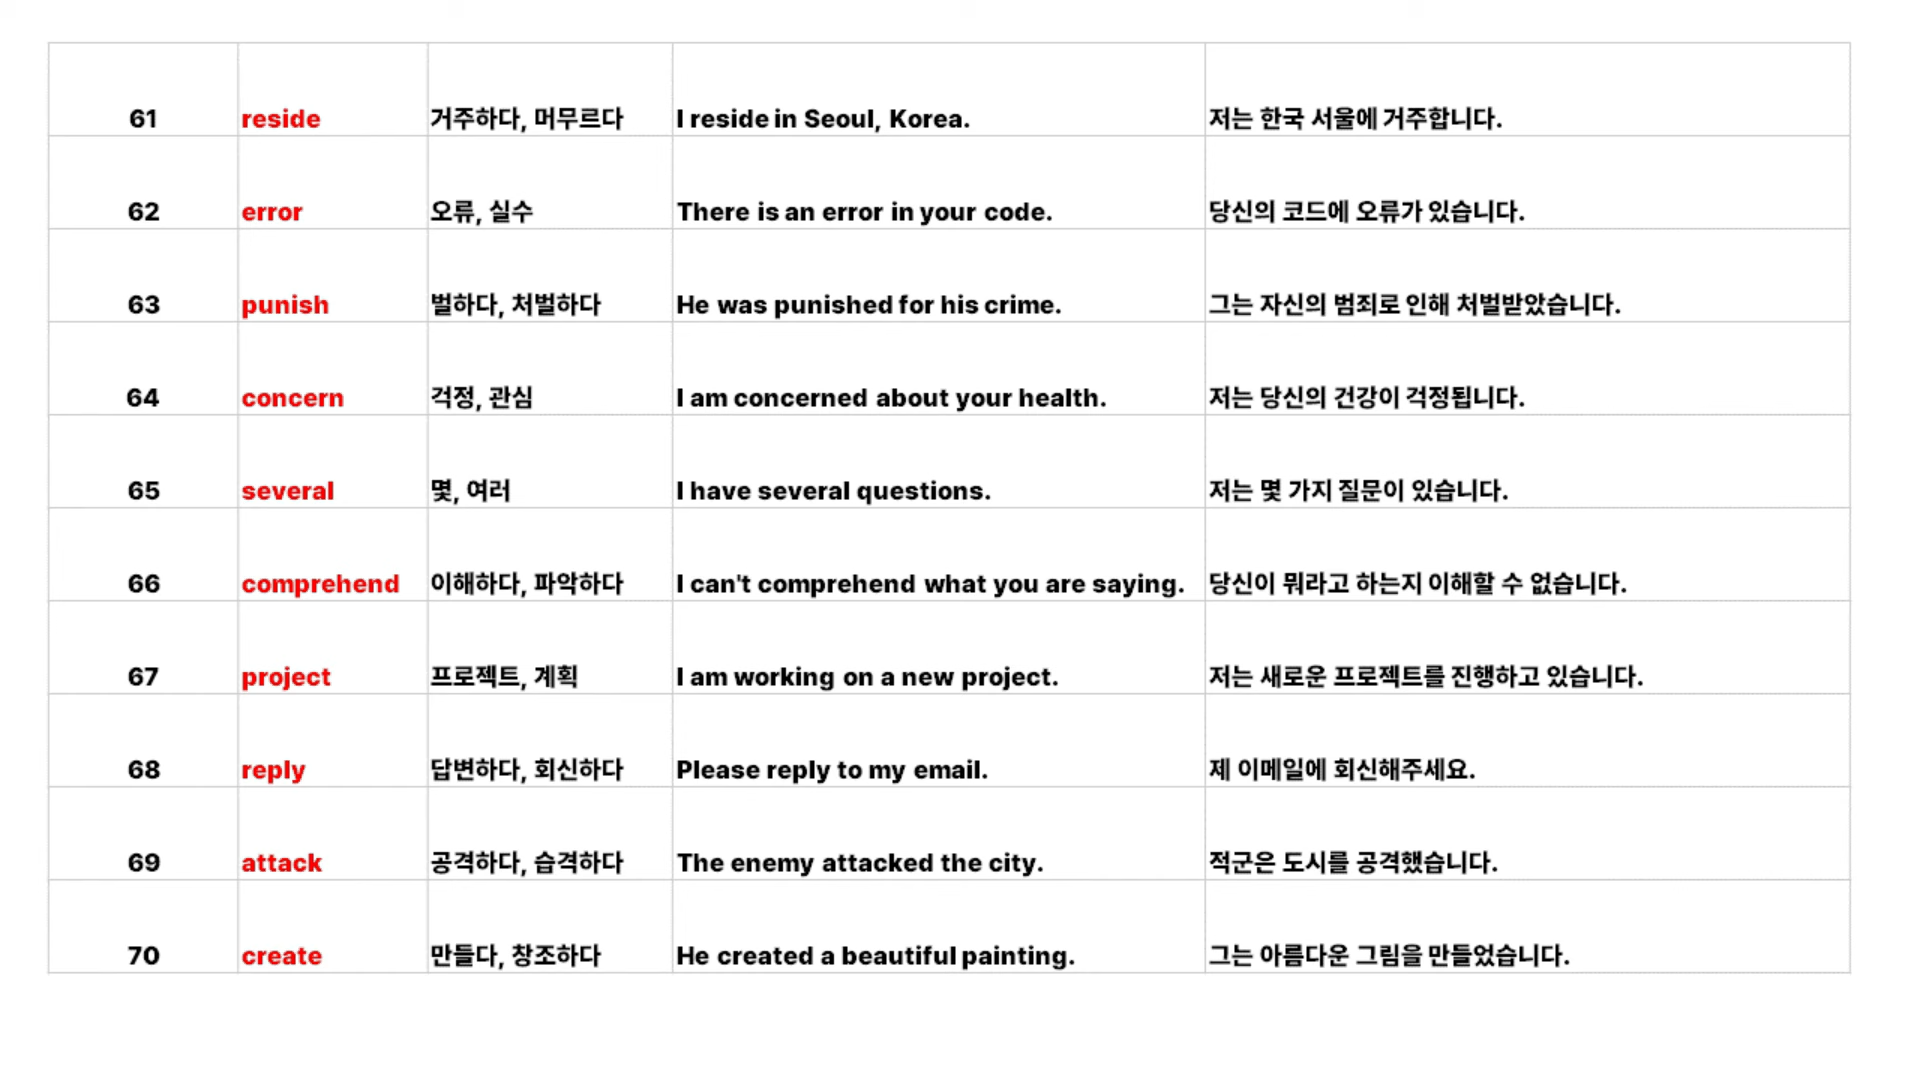 61 reside 거주하다, 머무르다 I reside in Seoul, Korea. 저는 한국 서울에 거주합니다.
62 error 오류, 실수 There is an error in your code. 당신의 코드에 오류가 있습니다.
63 punish 벌하다, 처벌하다 He was punished for his crime. 그는 자신의 범죄로 인해 처벌받았습니다.
64 concern 걱정, 관심 I am concerned about your health. 저는 당신의 건강이 걱정됩니다.
65 several 몇, 여러 I have several questions. 저는 몇 가지 질문이 있습니다.
66 comprehend 이해하다, 파악하다 I can't comprehend what you are saying. 당신이 뭐라고 하는지 이해할 수 없습니다.
67 project 프로젝트, 계획 I am working on a new project. 저는 새로운 프로젝트를 진행하고 있습니다.
68 reply 답변하다, 회신하다 Please reply to my email. 제 이메일에 회신해주세요.
69 attack 공격하다, 습격하다 The enemy attacked the city. 적군은 도시를 공격했습니다.
70 create 만들다, 창조하다 He created a beautiful painting. 그는 아름다운 그림을 만들었습니다.